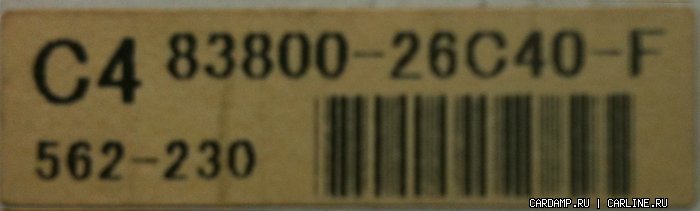 C4 83800-26C40-F
562-230
CARDAMP.RU | CARLINE.RU